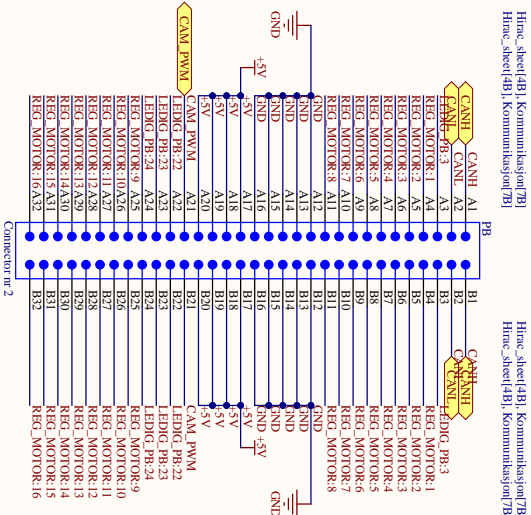 Hirac_sheet[4B], Kommunikasjon[7B]
Hirac_sheet[4B], Kommunikasjon[7B]
Hirac_sheet[4B], Kommunikasjon[7B]
Hirac_sheet[4B], Kommunikasjon[7B]
PB
CANH CANH A1 B1 CANH CANH
CANL CANL A2 B2 CANL CANL
LEDIG_PB:3 A3 B3 LEDIG_PB:3
REG_MOTOR:1 A4 B4 REG_MOTOR:1
REG_MOTOR:2 A5 B5 REG_MOTOR:2
REG_MOTOR:3 A6 B6 REG_MOTOR:3
REG_MOTOR:4 A7 B7 REG_MOTOR:4
REG_MOTOR:5 A8 B8 REG_MOTOR:5
REG_MOTOR:6 A9 B9 REG_MOTOR:6
REG_MOTOR:7 A10 B10 REG_MOTOR:7
REG_MOTOR:8 A11 B11 REG_MOTOR:8
GND A12 B12 GND
GND GND A13 B13 GND GND
GND A14 B14 GND
GND A15 B15 GND
GND A16 B16 GND
+5V +5V A17 B17 +5V +5V
+5V A18 B18 +5V
+5V A19 B19 +5V
+5V A20 B20 +5V
CAM_PWM CAM_PWM A21 B21 CAM_PWM
LEDIG_PB:22 A22 B22 LEDIG_PB:22
LEDIG_PB:23 A23 B23 LEDIG_PB:23
LEDIG_PB:24 A24 B24 LEDIG_PB:24
REG_MOTOR:9 A25 B25 REG_MOTOR:9
REG_MOTOR:10 A26 B26 REG_MOTOR:10
REG_MOTOR:11 A27 B27 REG_MOTOR:11
REG_MOTOR:12 A28 B28 REG_MOTOR:12
REG_MOTOR:13 A29 B29 REG_MOTOR:13
REG_MOTOR:14 A30 B30 REG_MOTOR:14
REG_MOTOR:15 A31 B31 REG_MOTOR:15
REG_MOTOR:16 A32 B32 REG_MOTOR:16
Connector nr 2